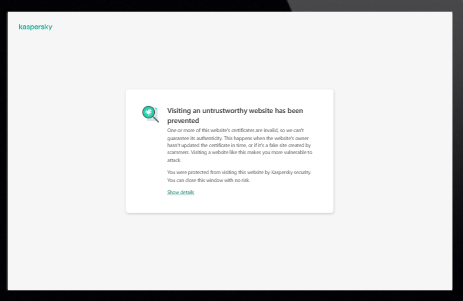 kaspersky
Visiting an untrustworthy website has been
prevented
One or more of this website's certificates are invalid, so we can't
guarantee its authenticity. This happens when the website's owner
hasn't updated the certificate in time, or if it's a fake site created by
scammers. Visiting a website like this makes you more vulnerable to
attack.
You were protected from visiting this website by Kaspersky security.
You can close this window with no risk.
Show details